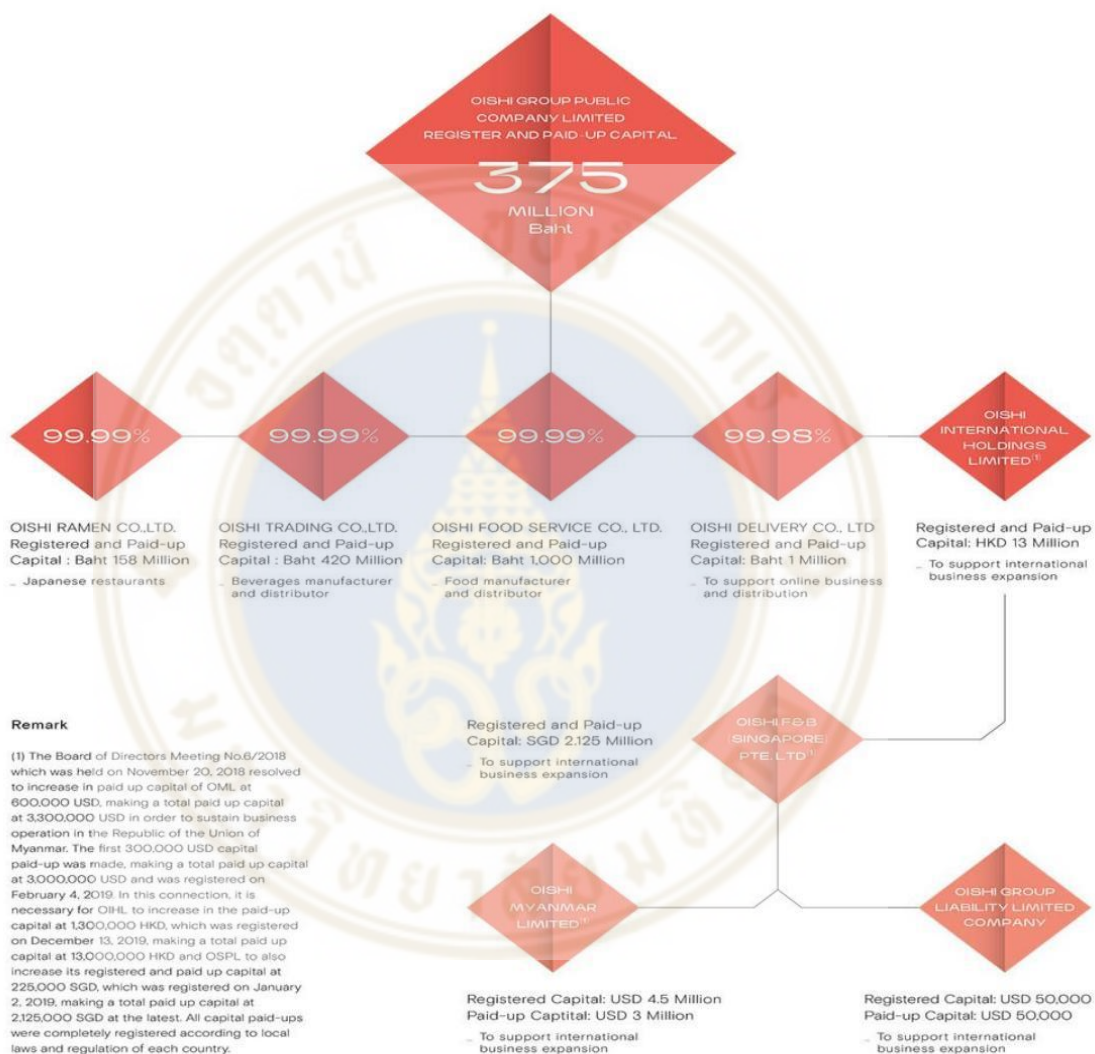 OISHI GROUP PUBLIC
COMPANY LIMITED
REGISTER AND PAID-UP CAPITAL
375
MILLION
Baht
99.99%
99.99%
99.99%
99.98%
OISHI
INTERNATIONAL
HOLDINGS
LIMITED(1)
OISHI RAMEN CO.,LTD.
Registered and Paid-up
Capital : Baht 158 Million
_ Japanese restaurants
OISHI TRADING CO.,LTD.
Registered and Paid-up
Capital : Baht 420 Million
_ Beverages manufacturer
and distributor
OISHI FOOD SERVICE CO., LTD.
Registered and Paid-up
Capital: Baht 1,000 Million
_ Food manufacturer
and distributor
OISHI DELIVERY CO., LTD
Registered and Paid-up
Capital: Baht 1 Million
_ To support online business
and distribution
Registered and Paid-up
Capital: HKD 13 Million
_ To support international
business expansion
Registered and Paid-up
Capital: SGD 2.125 Million
_ To support international
business expansion
OISHI F&B
SINGAPORE
PTE. LTD(1)
Remark
(1) The Board of Directors Meeting No.6/2018
which was held on November 20, 2018 resolved
to increase in paid up capital of OML at
600,000 USD, making a total paid up capital
at 3,300,000 USD in order to sustain business
operation in the Republic of the Union of
Myanmar. The first 300,000 USD capital
paid-up was made, making a total paid up capital
at 3,000,000 USD and was registered on
February 4, 2019. In this connection, it is
necessary for OIHL to increase in the paid-up
capital at 1,300,000 HKD, which was registered
on December 13, 2019, making a total paid up
capital at 13,000,000 HKD and OSPL to also
increase its registered and paid up capital at
225,000 SGD, which was registered on January
2, 2019, making a total paid up capital at
2,125,000 SGD at the latest. All capital paid-ups
were completely registered according to local
laws and regulation of each country.
OISHI
MYANMAR
LIMITED(1)
OISHI GROUP
LIABILITY LIMITED
COMPANY
Registered Capital: USD 4.5 Million
Paid-up Captital: USD 3 Million
_ To support international
business expansion
Registered Capital: USD 50,000
Paid-up Capital: USD 50,000
_ To support international
business expansion